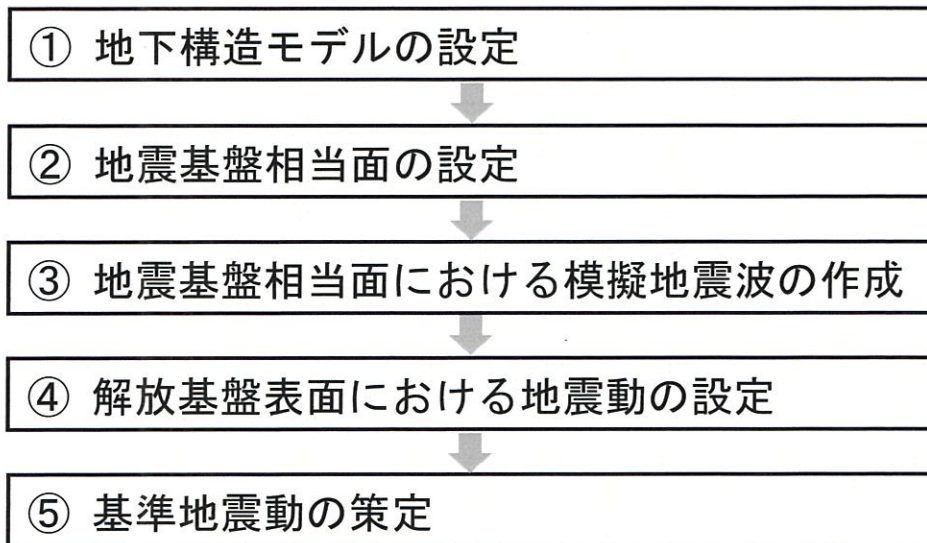 ① 地下構造モデルの設定
② 地震基盤相当面の設定
③ 地震基盤相当面における模擬地震波の作成
④ 解放基盤表面における地震動の設定
⑤ 基準地震動の策定